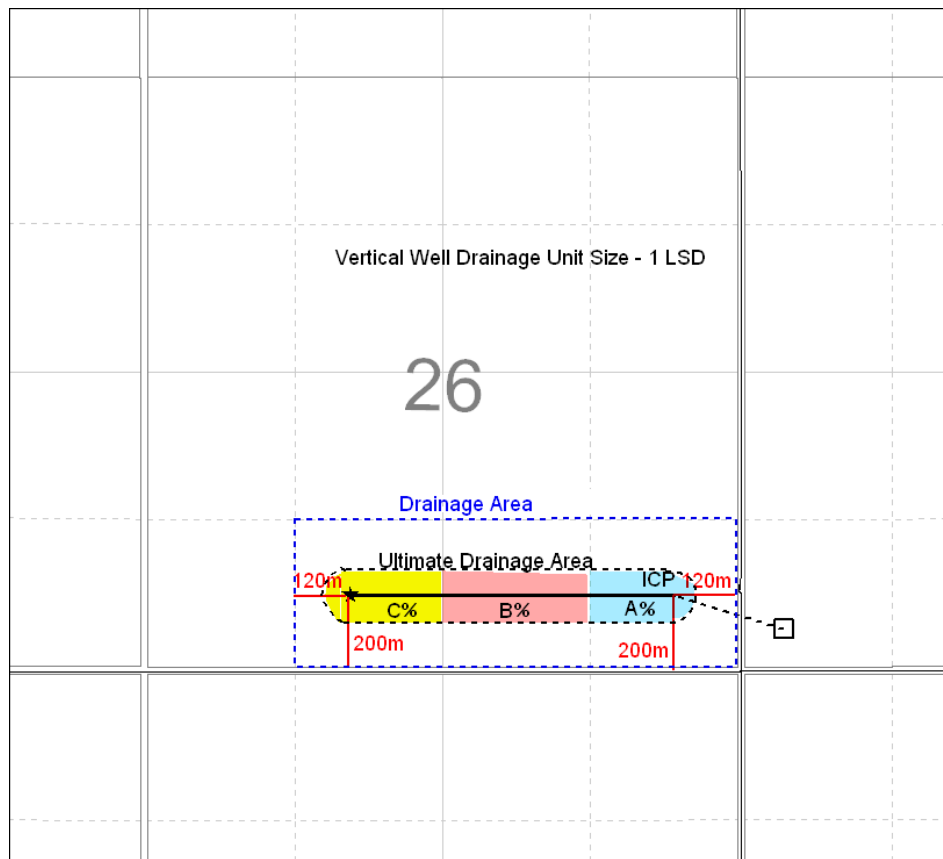 Vertical Well Drainage Unit Size - 1 LSD
26
Drainage Area
Ultimate Drainage Area
120m
ICP
120m
C%
B%
A%
200m
200m